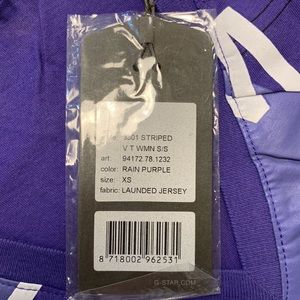 3301 STRIPED
V T WMN S/S
art: 94172.78.1232
color: RAIN PURPLE
size: XS
fabric: LAUNDED JERSEY
8 718002 962531
G-STAR.COM